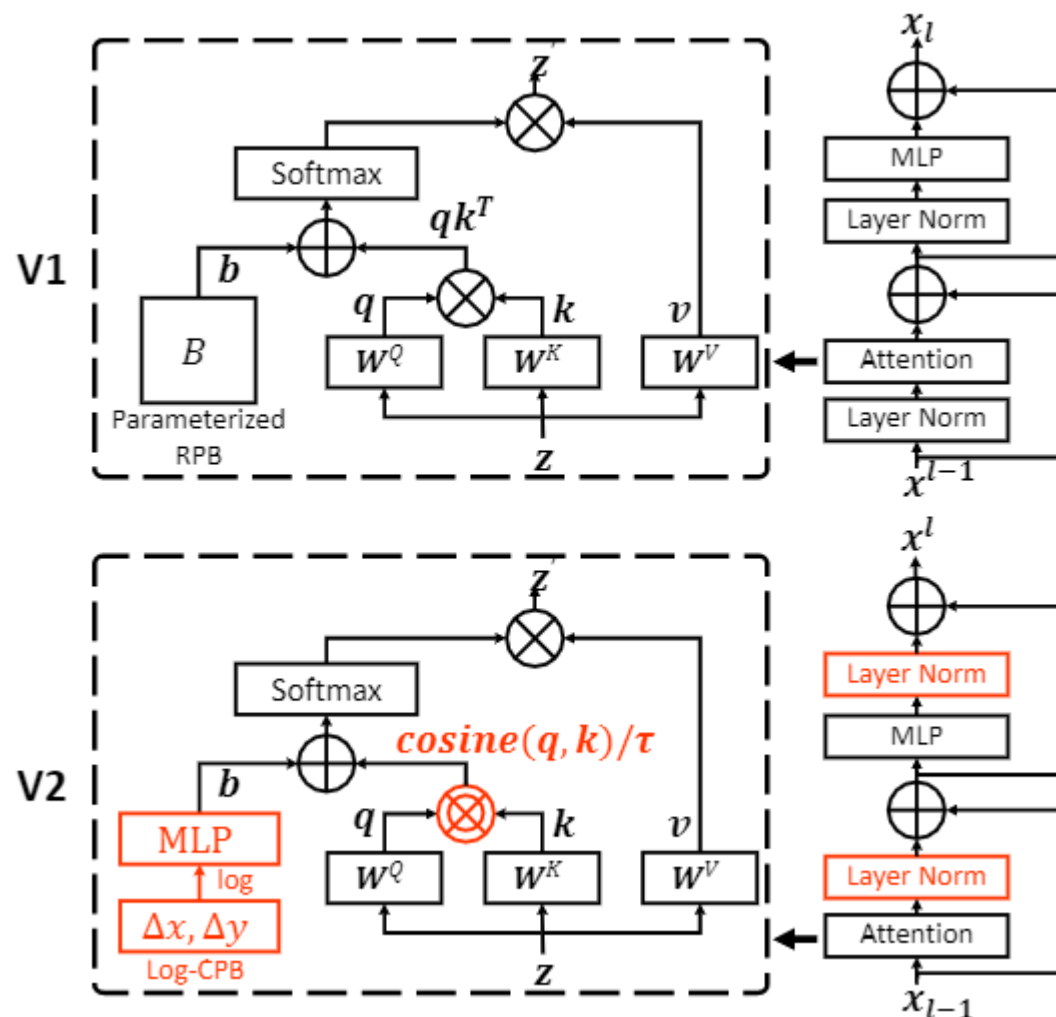 x_l
z'
MLP
Softmax
Layer Norm
qk^T
V1
b
q
k
v
B
W^Q
W^K
W^V
Attention
Parameterized
RPB
Layer Norm
z
x^{l-1}
x^l
z'
Layer Norm
Softmax
MLP
cosine(q, k)/τ
V2
b
q
k
v
MLP
log
W^Q
W^K
W^V
Layer Norm
Δx, Δy
Attention
Log-CPB
z
x_{l-1}